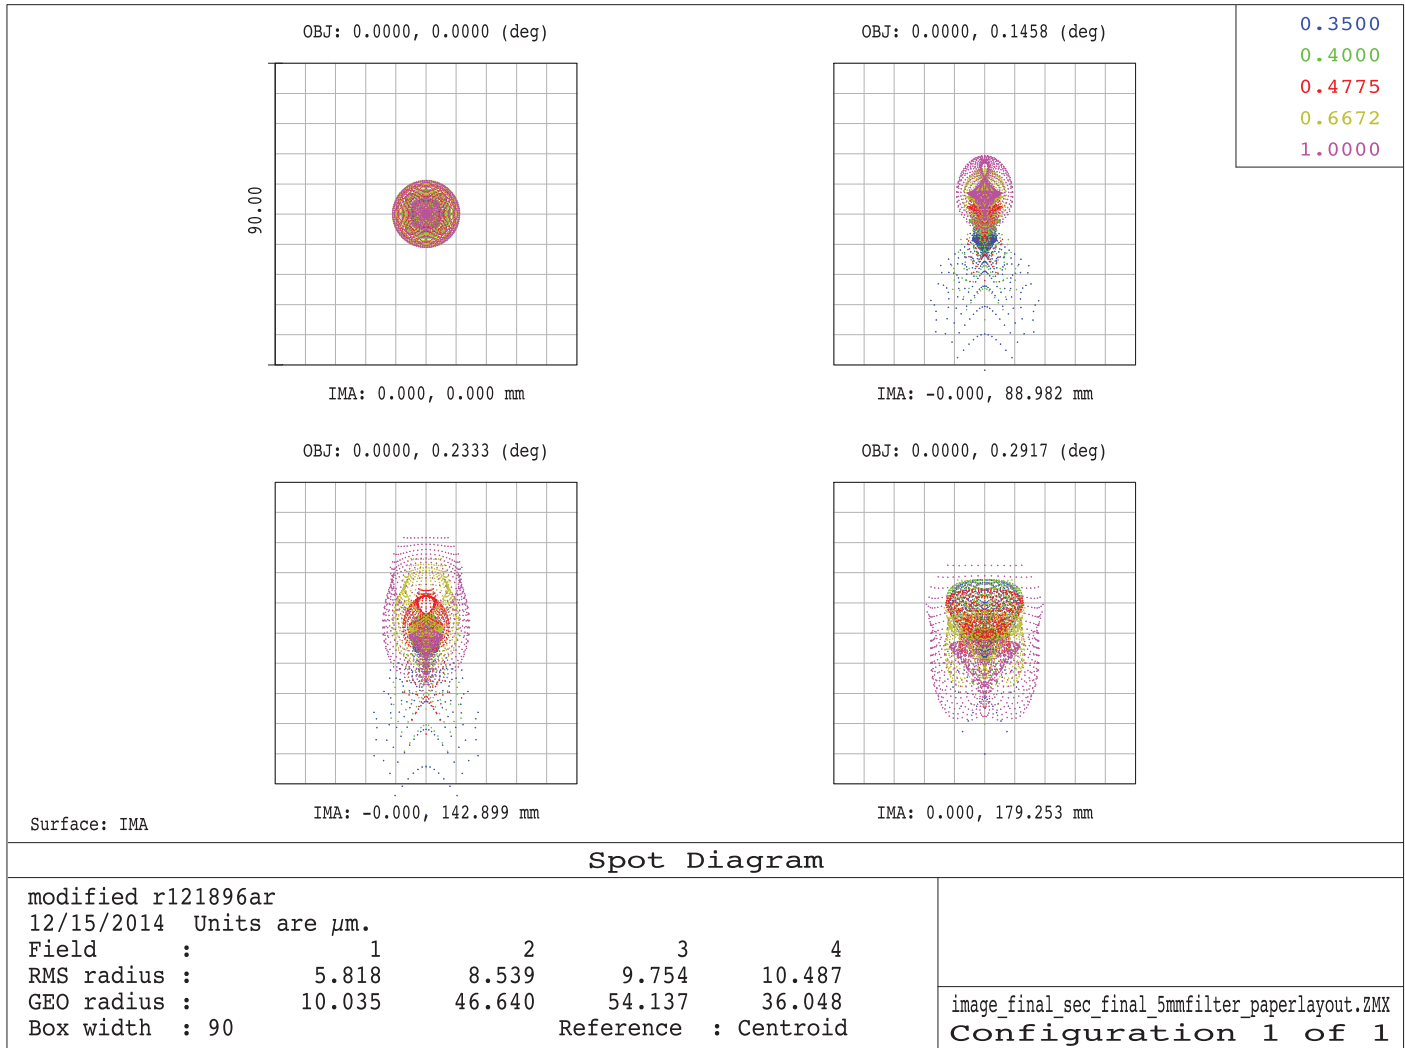 OBJ: 0.0000, 0.0000 (deg)
OBJ: 0.0000, 0.1458 (deg)
0.3500
0.4000
0.4775
0.6672
1.0000
90.00
IMA: 0.000, 0.000 mm
IMA: -0.000, 88.982 mm
OBJ: 0.0000, 0.2333 (deg)
OBJ: 0.0000, 0.2917 (deg)
IMA: -0.000, 142.899 mm
IMA: 0.000, 179.253 mm
Surface: IMA
Spot Diagram
modified r121896ar
12/15/2014 Units are µm.
Field : 1 2 3 4
RMS radius : 5.818 8.539 9.754 10.487
GEO radius : 10.035 46.640 54.137 36.048
Box width : 90 Reference : Centroid
image_final_sec_final_5mmfilter_paperlayout.ZMX
Configuration 1 of 1